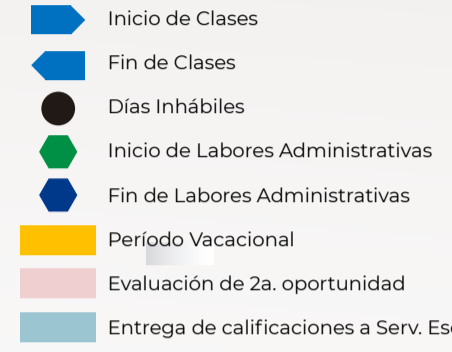 Inicio de Clases
Fin de Clases
Días Inhábiles
Inicio de Labores Administrativas
Fin de Labores Administrativas
Período Vacacional
Evaluación de 2a. oportunidad
Entrega de calificaciones a Serv.